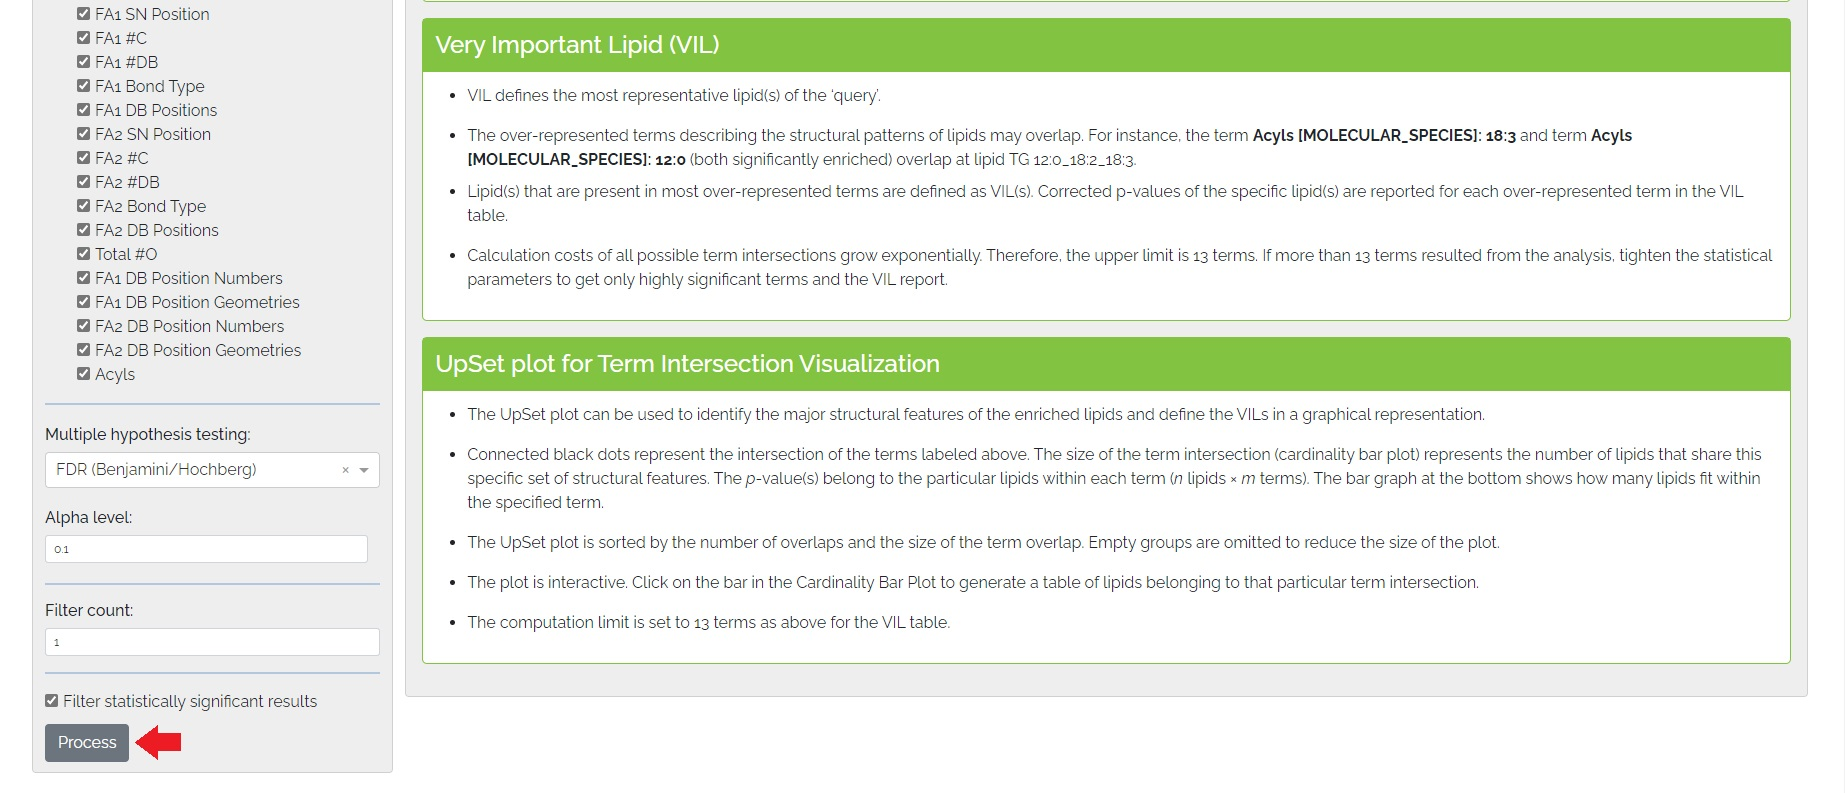 FA1 SN Position
FA1 #C
FA1 #DB
FA1 Bond Type
FA1 DB Positions
FA2 SN Position
FA2 #C
FA2 #DB
FA2 Bond Type
FA2 DB Positions
Total #O
FA1 DB Position Numbers
FA1 DB Position Geometries
FA2 DB Position Numbers
FA2 DB Position Geometries
Acyls
Multiple hypothesis testing:
FDR (Benjamini/Hochberg) ×
Alpha level:
0.1
Filter count:
1
Filter statistically significant results
Process
Very Important Lipid (VIL)
• VIL defines the most representative lipid(s) of the 'query'.
• The over-represented terms describing the structural patterns of lipids may overlap. For instance, the term Acyls [MOLECULAR_SPECIES]: 18:3 and term Acyls
[MOLECULAR_SPECIES]: 12:0 (both significantly enriched) overlap at lipid TG 12:0_18:2_18:3.
• Lipid(s) that are present in most over-represented terms are defined as VIL(s). Corrected p-values of the specific lipid(s) are reported for each over-represented term in the VIL
table.
• Calculation costs of all possible term intersections grow exponentially. Therefore, the upper limit is 13 terms. If more than 13 terms resulted from the analysis, tighten the statistical
parameters to get only highly significant terms and the VIL report.
UpSet plot for Term Intersection Visualization
• The UpSet plot can be used to identify the major structural features of the enriched lipids and define the VILs in a graphical representation.
• Connected black dots represent the intersection of the terms labeled above. The size of the term intersection (cardinality bar plot) represents the number of lipids that share this
specific set of structural features. The p-value(s) belong to the particular lipids within each term (n lipids × m terms). The bar graph at the bottom shows how many lipids fit within
the specified term.
• The UpSet plot is sorted by the number of overlaps and the size of the term overlap. Empty groups are omitted to reduce the size of the plot.
• The plot is interactive. Click on the bar in the Cardinality Bar Plot to generate a table of lipids belonging to that particular term intersection.
• The computation limit is set to 13 terms as above for the VIL table.